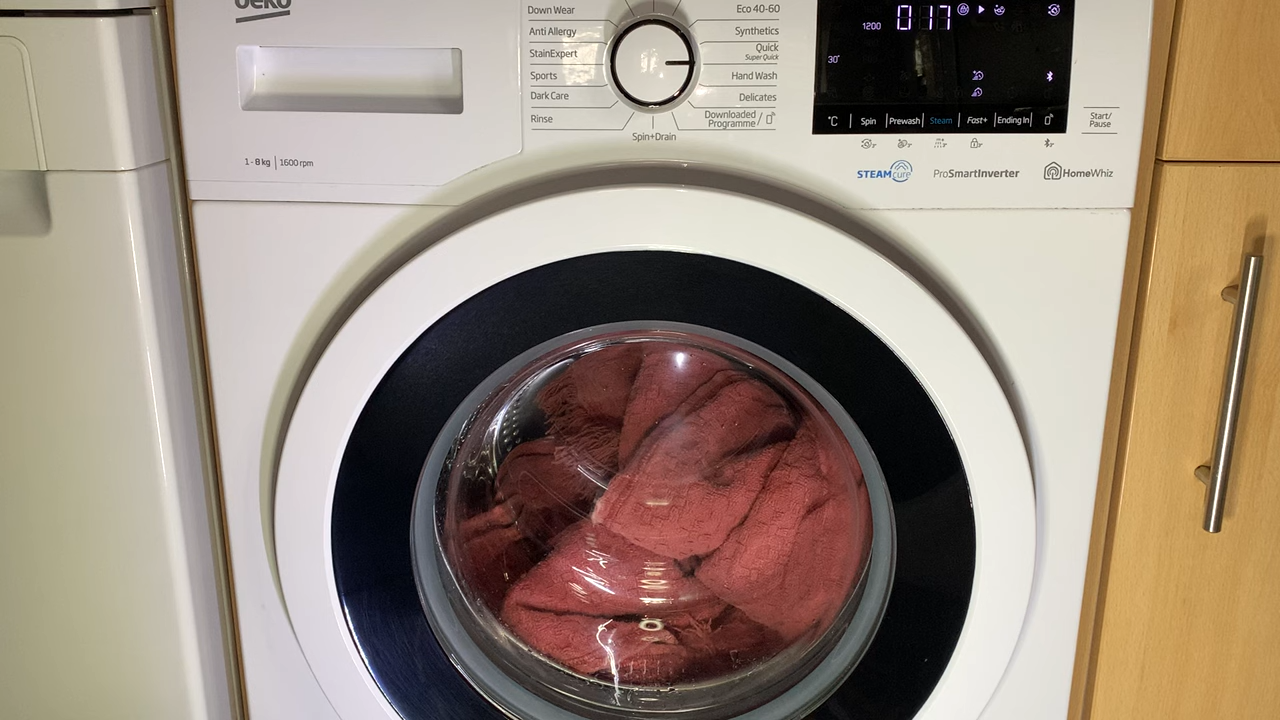 beko
Down Wear
Anti Allergy
StainExpert
Sports
Dark Care
Rinse
Spin+Drain
Eco 40-60
Synthetics
Quick
Super Quick
Hand Wash
Delicates
Downloaded
Programme /
1200
0:17
30°
°C | Spin | Prewash | Steam | Fast+ | Ending In |
Start/
Pause
1 - 8 kg | 1600 rpm
STEAMcure
ProSmartInverter
HomeWhiz